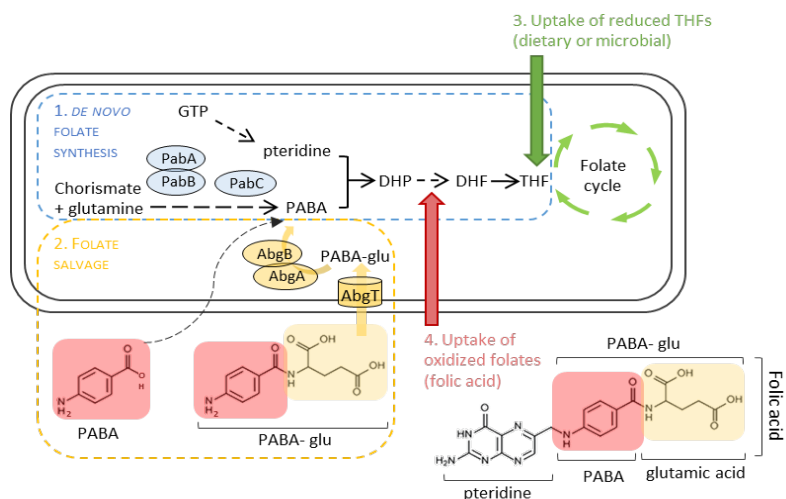 3. Uptake of reduced THFs
(dietary or microbial)
1. DE NOVO
FOLATE
SYNTHESIS
GTP
pteridine
PabA
PabB
PabC
Chorismate
+ glutamine
PABA
DHP
DHF
THF
Folate
cycle
2. FOLATE
SALVAGE
AbgB
AbgA
PABA-glu
AbgT
4. Uptake of
oxidized folates
(folic acid)
O
O
H
NH2
PABA
O
NH2
N
H
O
OH
O
OH
PABA- glu
PABA- glu
O
HN
H2N
N
N
N
N
N
H
O
N
H
O
OH
O
OH
Folic acid
pteridine
PABA
glutamic acid